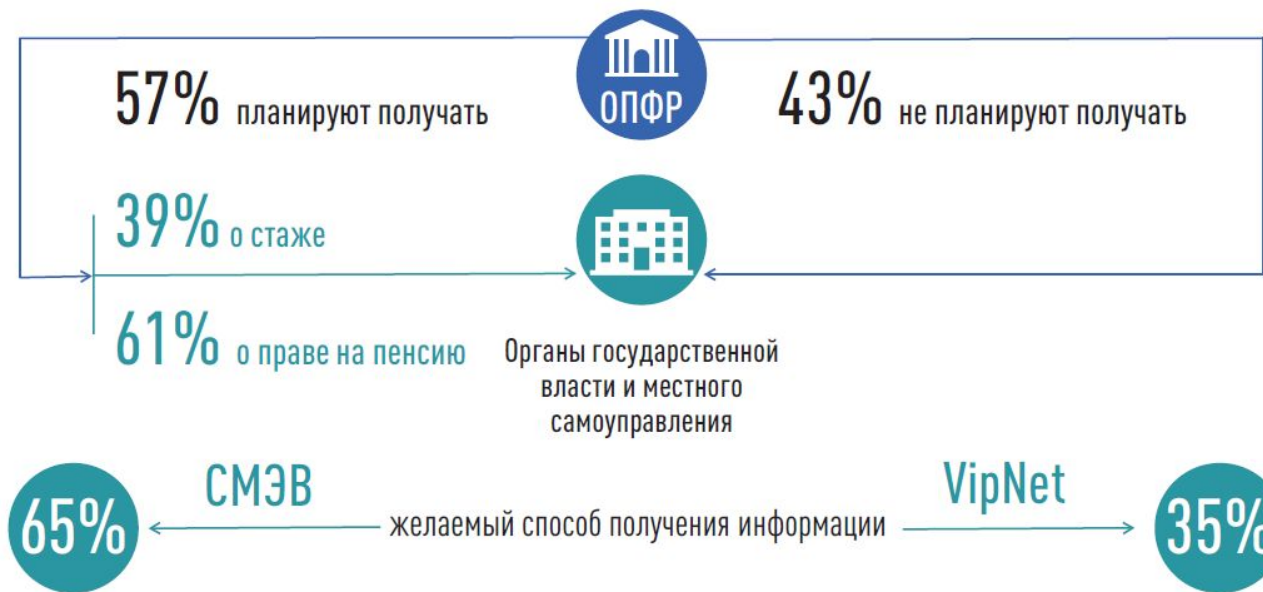 57% планируют получать
ОПФР
43% не планируют получать
39% о стаже
61% о праве на пенсию
Органы государственной
власти и местного
самоуправления
65%
СМЭВ
желаемый способ получения информации
VipNet
35%